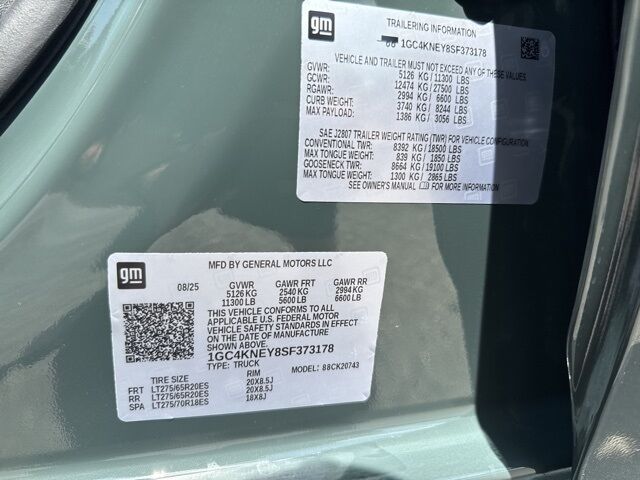 gm
TRAILERING INFORMATION
1GC4KNEY8SF373178
VEHICLE AND TRAILER MUST NOT EXCEED ANY OF THESE VALUES
GVWR: 5126 KG/ 11300 LBS
GCWR: 12474 KG/ 27500 LBS
RGAWR: 2994 KG/ 6600 LBS
CURB WEIGHT: 3740 KG/ 8244 LBS
MAX PAYLOAD: 1386 KG/ 3056 LBS
SAE J2807 TRAILER WEIGHT RATING (TWR) FOR VEHICLE CONFIGURATION
CONVENTIONAL TWR: 8392 KG/ 18500 LBS
MAX TONGUE WEIGHT: 839 KG/ 1850 LBS
GOOSENECK TWR: 8664 KG/ 19100 LBS
MAX TONGUE WEIGHT: 1300 KG/ 2865 LBS
SEE OWNER'S MANUAL FOR MORE INFORMATION
gm
MFD BY GENERAL MOTORS LLC
08/25 GVWR GAWR FRT GAWR RR
5126 KG 2540 KG 2994 KG
11300 LB 5600 LB 6600 LB
THIS VEHICLE CONFORMS TO ALL
APPLICABLE U.S. FEDERAL MOTOR
VEHICLE SAFETY STANDARDS IN EFFECT
ON THE DATE OF MANUFACTURE
SHOWN ABOVE.
1GC4KNEY8SF373178
TYPE: TRUCK MODEL: 88CK20743
TIRE SIZE RIM
FRT LT275/65R20ES 20X8.5J
RR LT275/65R20ES 20X8.5J
SPA LT275/70R18ES 18X8J